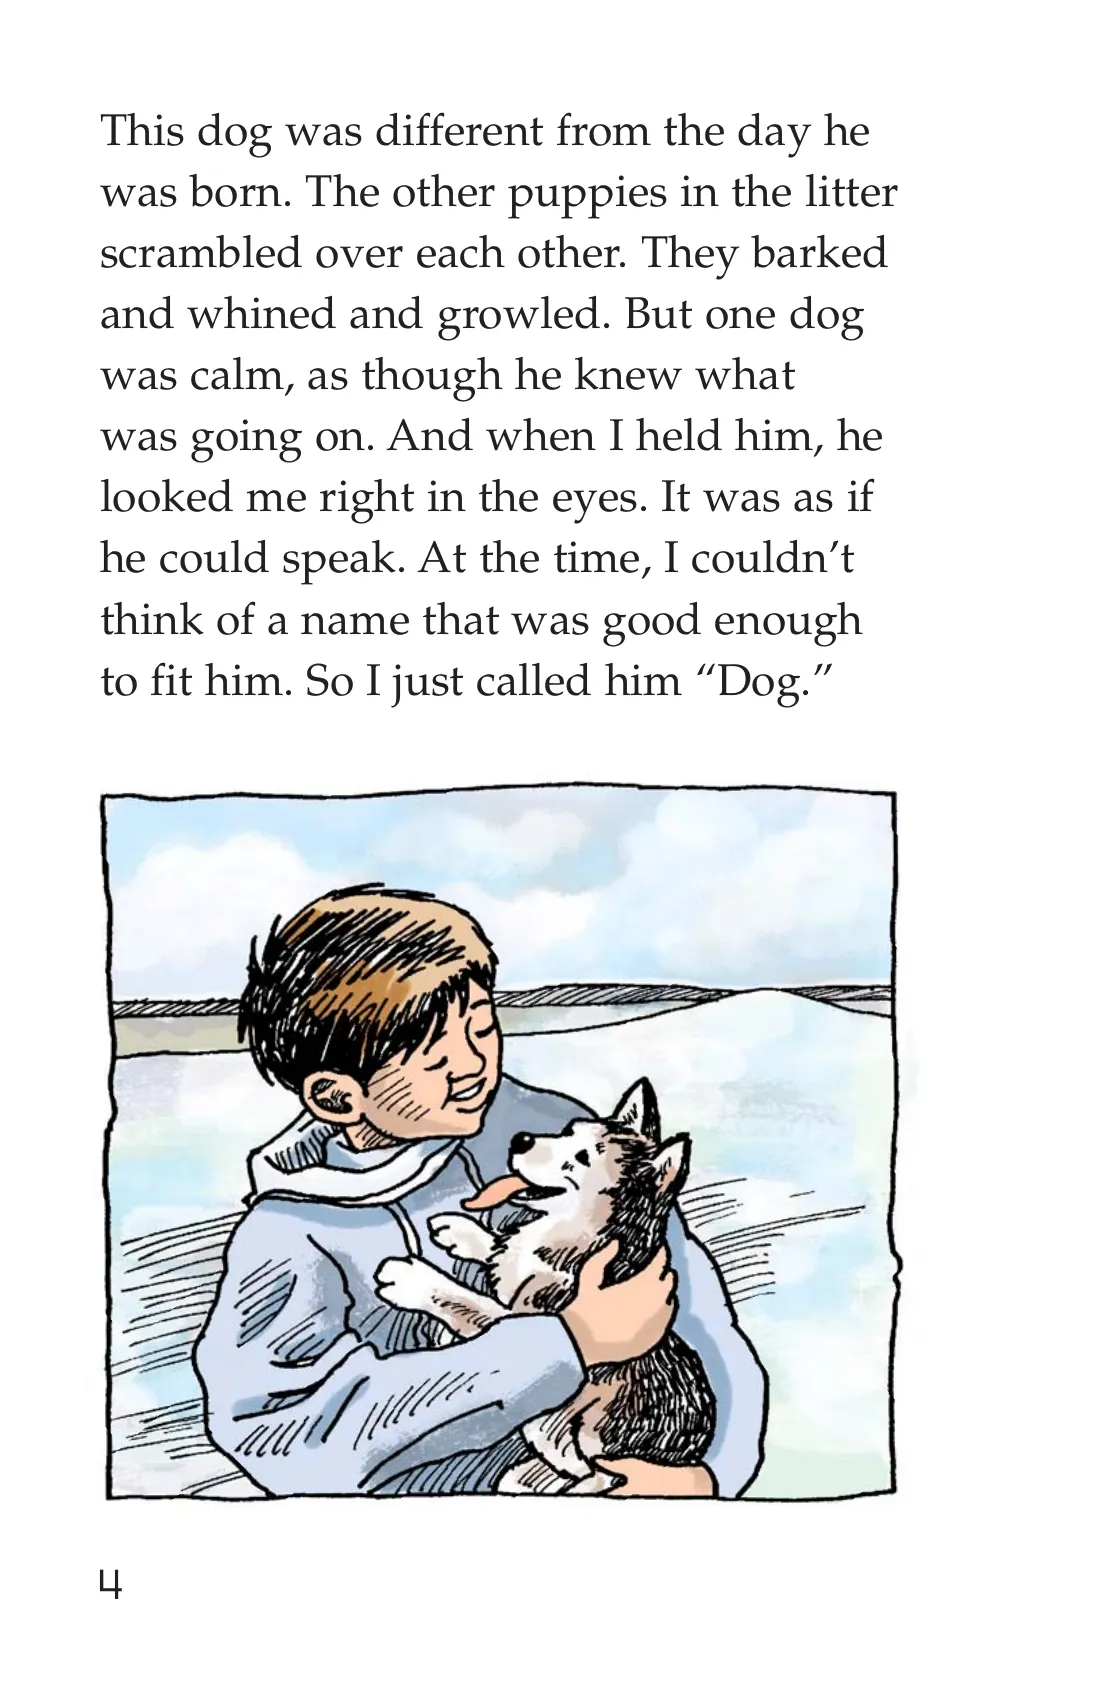 This dog was different from the day he
was born. The other puppies in the litter
scrambled over each other. They barked
and whined and growled. But one dog
was calm, as though he knew what
was going on. And when I held him, he
looked me right in the eyes. It was as if
he could speak. At the time, I couldn’t
think of a name that was good enough
to fit him. So I just called him “Dog.”
4